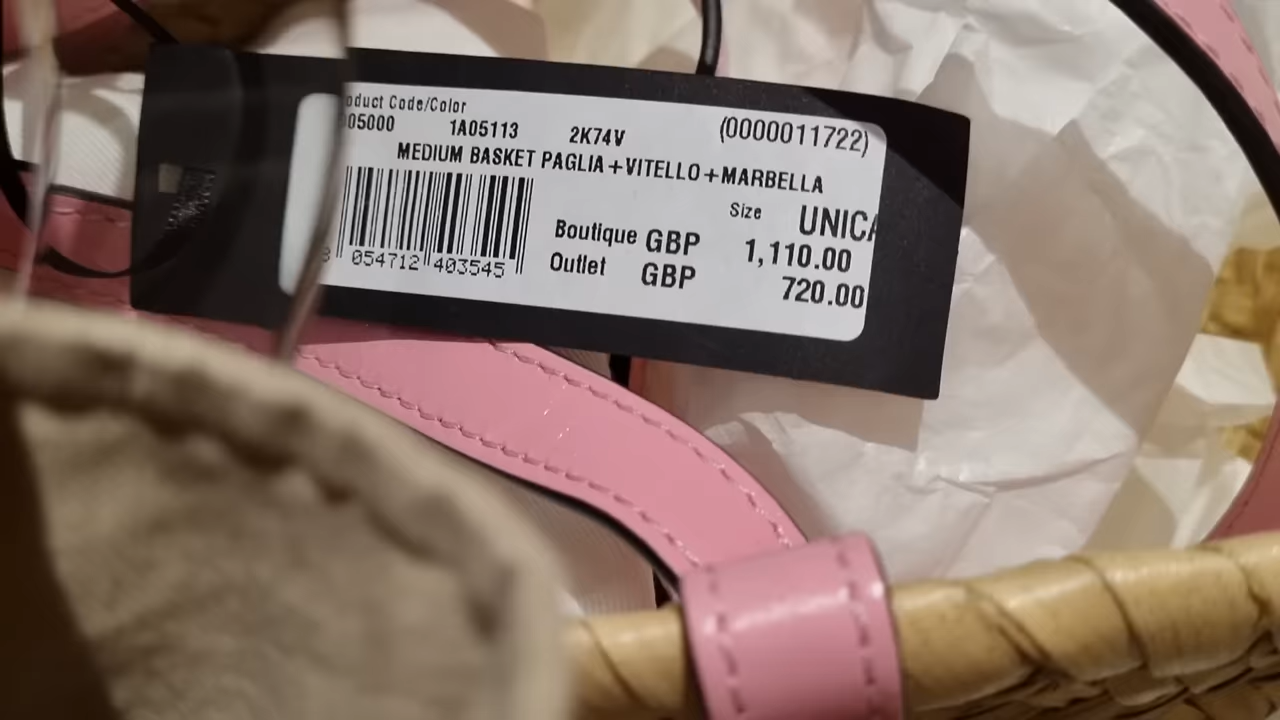 oduct Code/Color
05000 1A05113 2K74V (0000011722)
MEDIUM BASKET PAGLIA+VITELLO+MARBELLA
Size UNICA
Boutique GBP 1,110.00
Outlet GBP 720.00
8 054712 403545